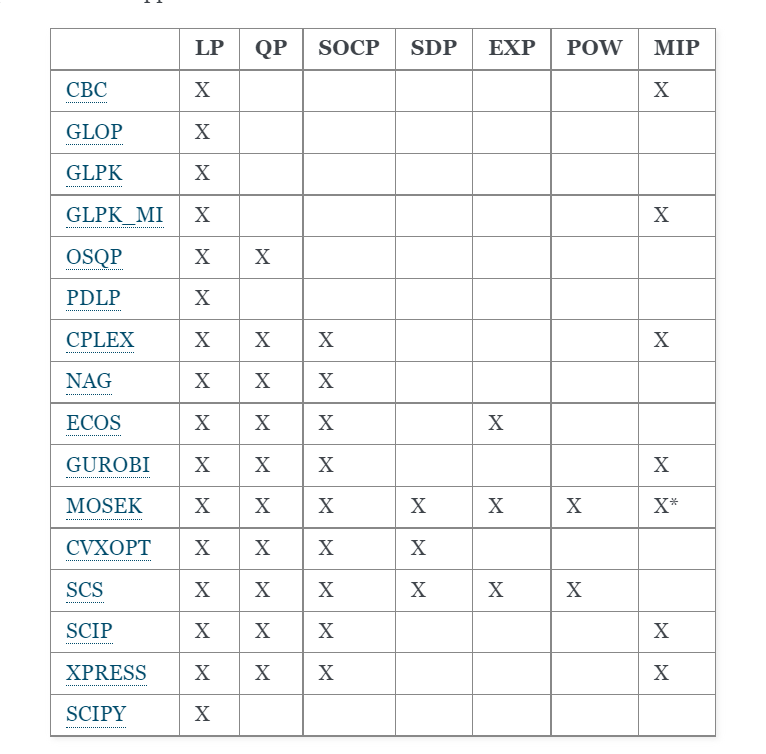 LP QP SOCP SDP EXP POW MIP
CBC X X
GLOP X
GLPK X
GLPK_MI X X
OSQP X X
PDLP X
CPLEX X X X X
NAG X X X
ECOS X X X X
GUROBI X X X X
MOSEK X X X X X X X*
CVXOPT X X X X
SCS X X X X X X
SCIP X X X X
XPRESS X X X X
SCIPY X